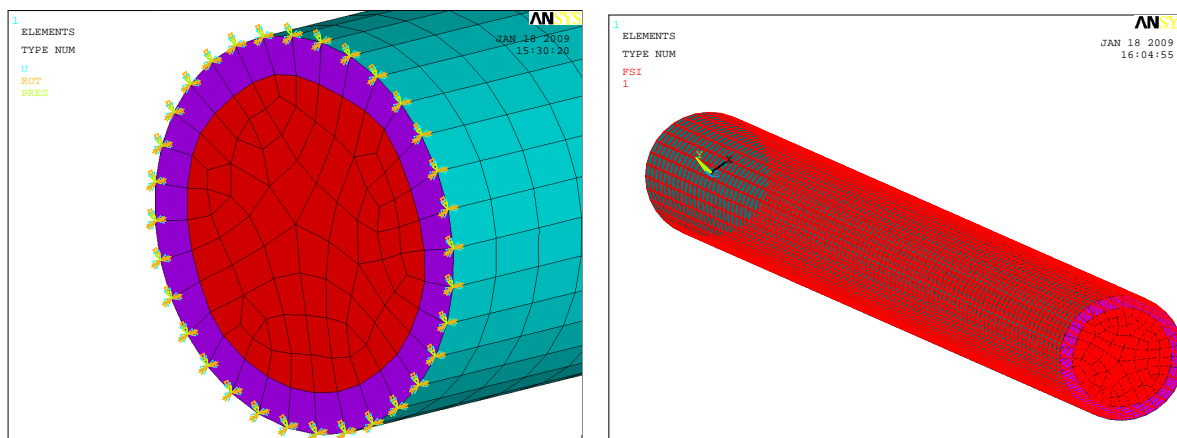 1
ANSYS
ELEMENTS
JAN 18 2009
15:30:20
TYPE NUM
U
ROT
PRES
1
ANSY
ELEMENTS
JAN 18 2009
16:04:55
TYPE NUM
FSI
1
X